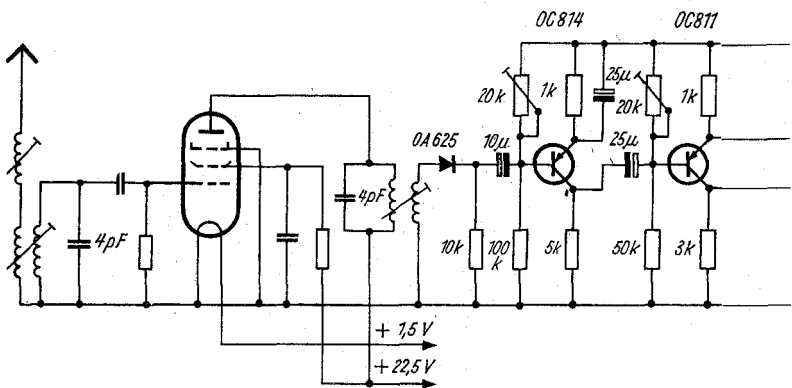 OC814
OC811
20k
1k
25µ
20k
1k
OA625
10µ
25µ
4pF
4pF
10k
100
k
5k
50k
3k
+ 1,5 V
+ 22,5 V